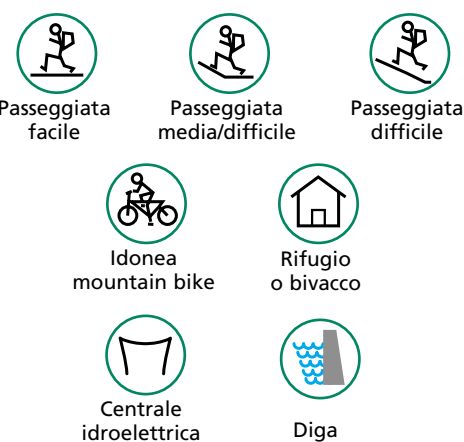 Passeggiata
facile
Passeggiata
media/difficile
Passeggiata
difficile
Idonea
mountain bike
Rifugio
o bivacco
Centrale
idroelettrica
Diga